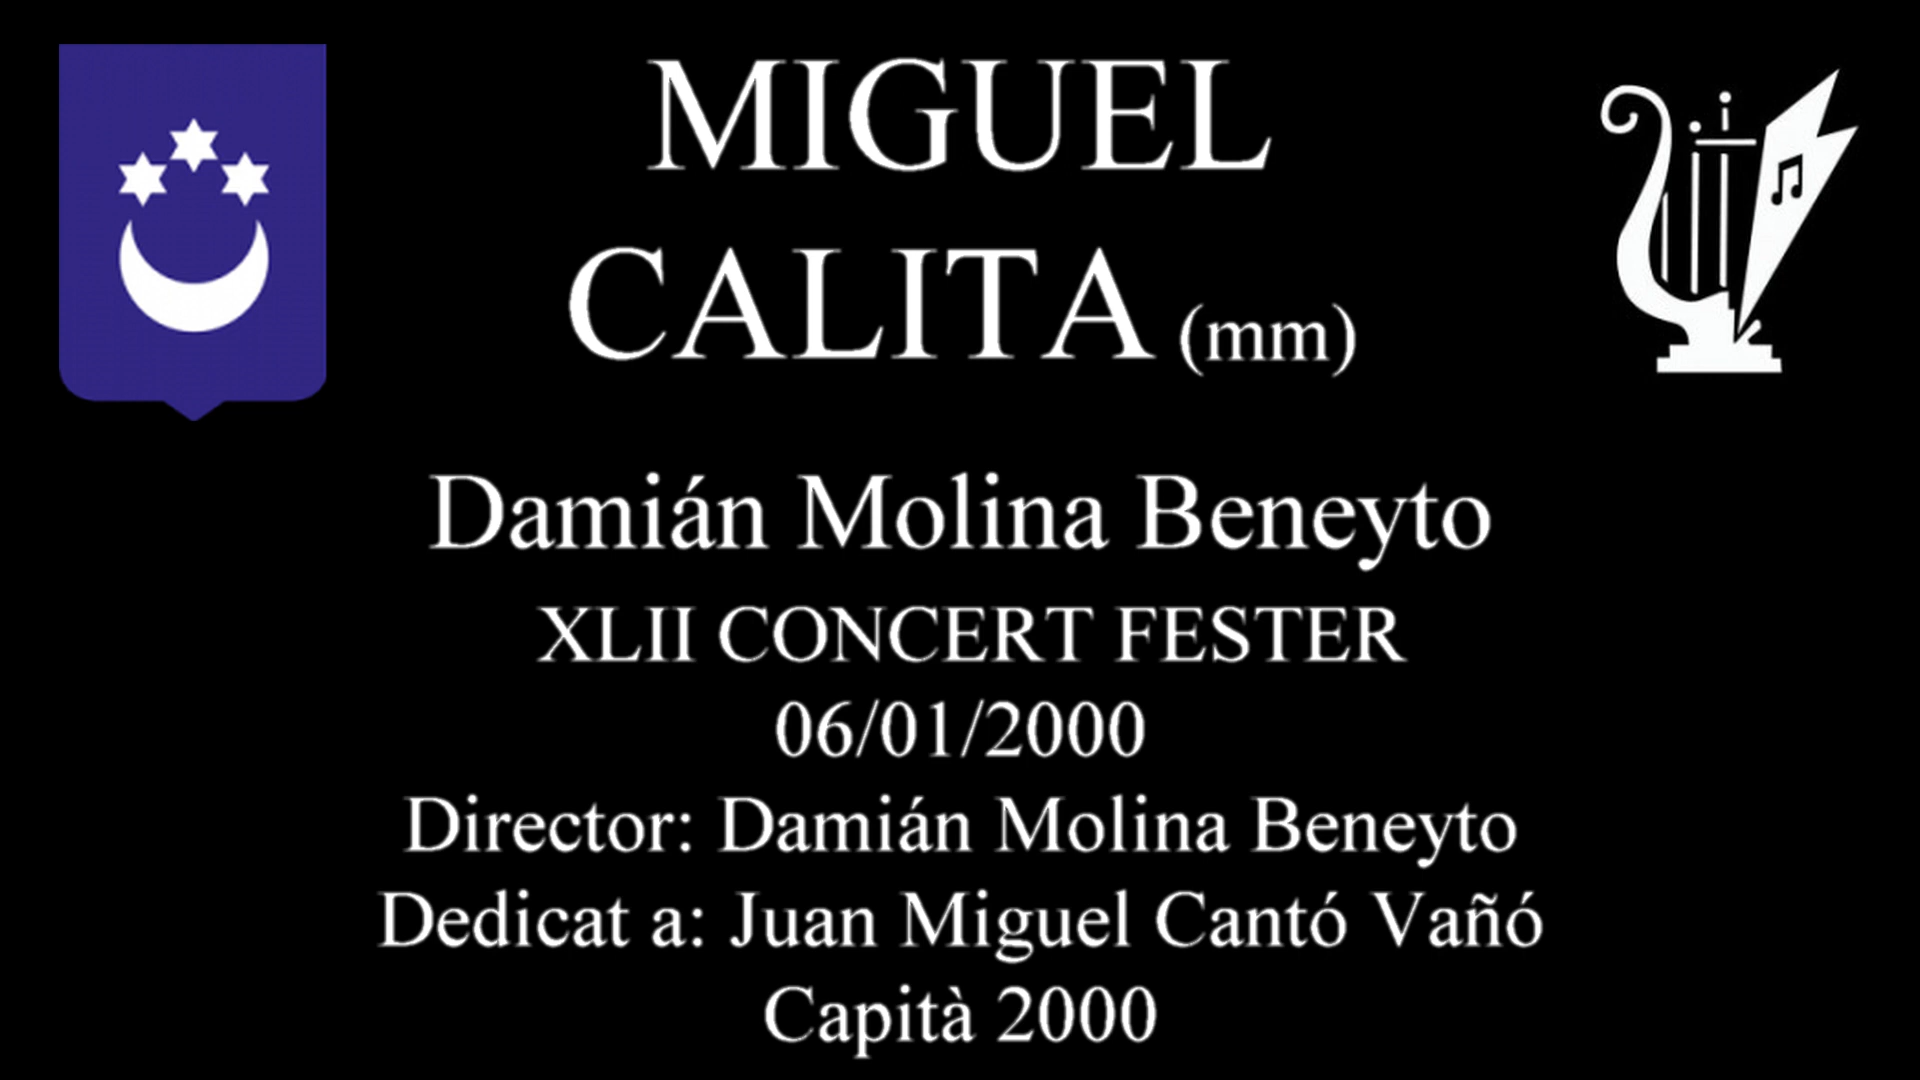 MIGUEL
CALITA (mm)
Damián Molina Beneyto
XLII CONCERT FESTER
06/01/2000
Director: Damián Molina Beneyto
Dedicat a: Juan Miguel Cantó Vañó
Capità 2000